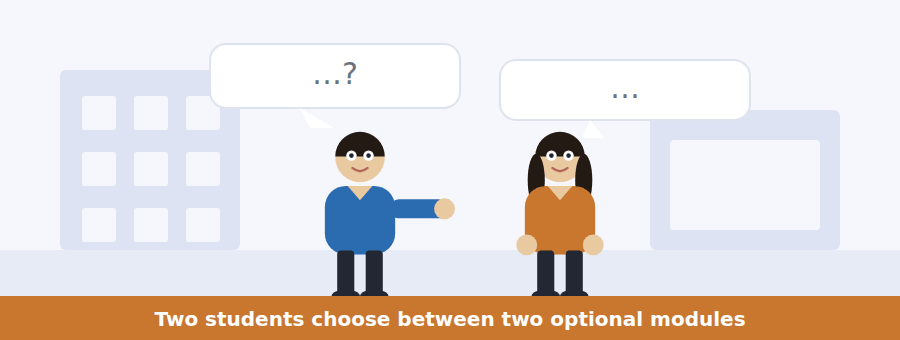 ...?
...
Two students choose between two optional modules